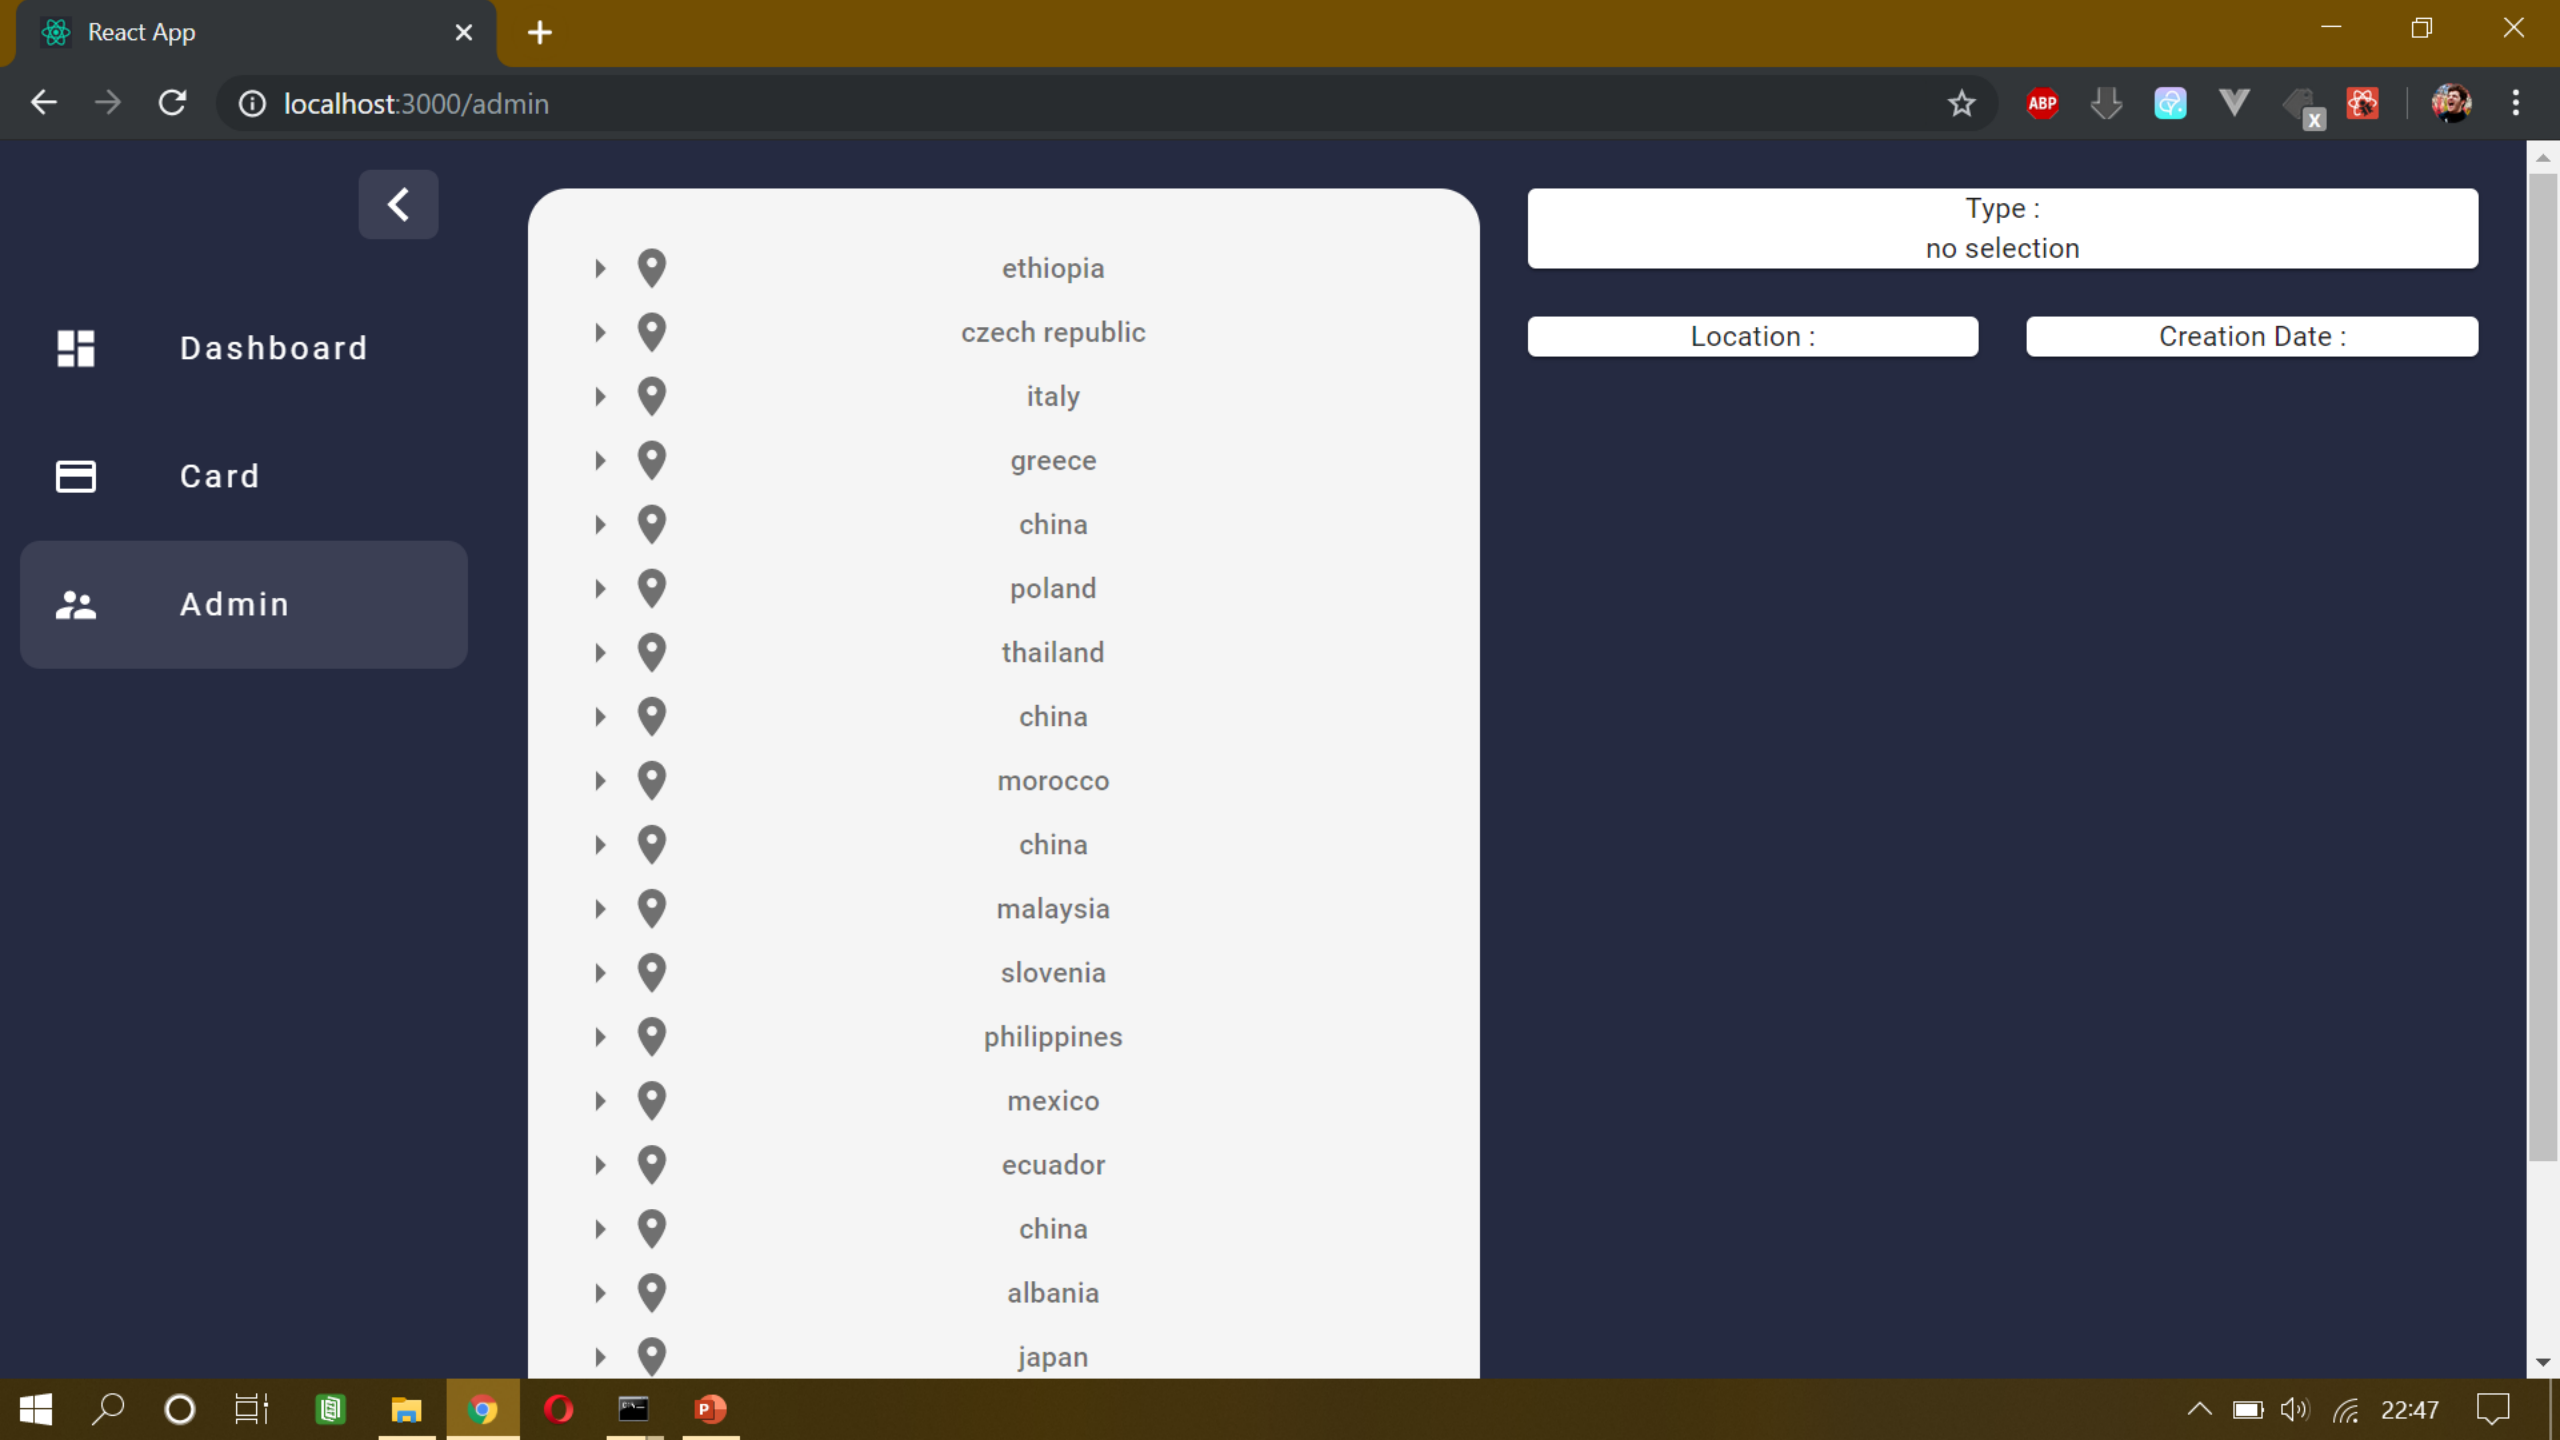 React App
localhost:3000/admin
ABP
X
Dashboard
Card
Admin
ethiopia
czech republic
italy
greece
china
poland
thailand
china
morocco
china
malaysia
slovenia
philippines
mexico
ecuador
china
albania
japan
Type :
no selection
Location :
Creation Date :
22:47